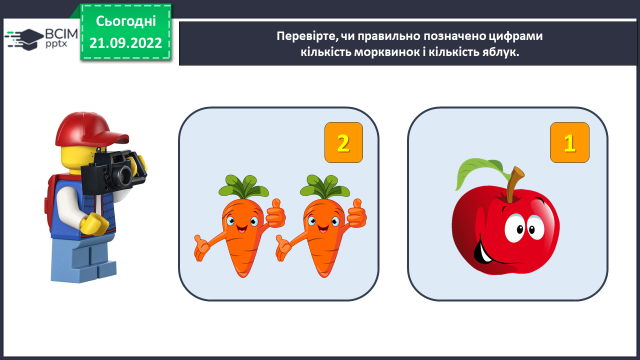 ВСІМ
pptx
Сьогодні
21.09.2022
Перевірте, чи правильно позначено цифрами
кількість морквинок і кількість яблук.
2
1